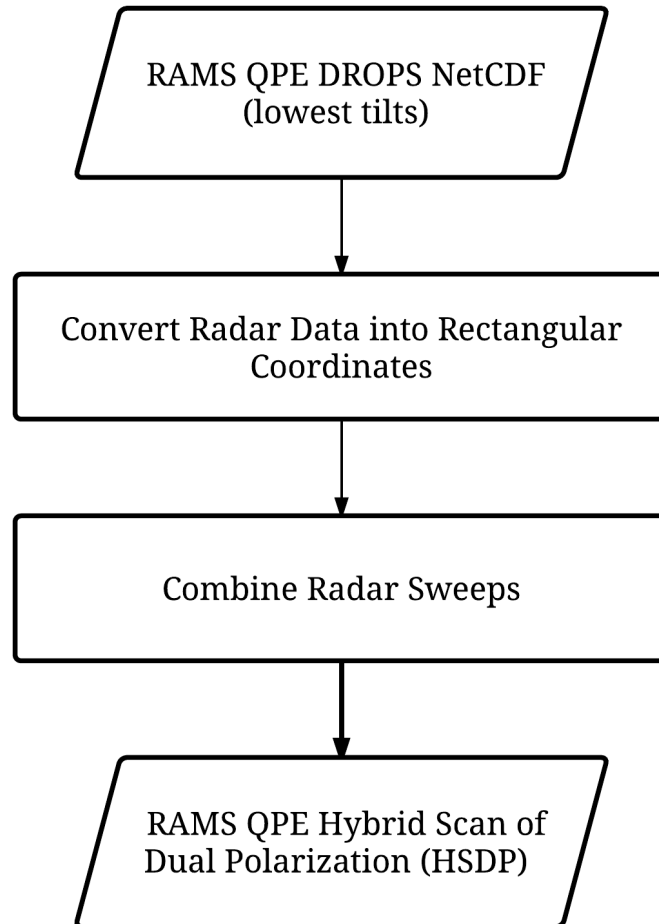 RAMS QPE DROPS NetCDF
(lowest tilts)
Convert Radar Data into Rectangular
Coordinates
Combine Radar Sweeps
RAMS QPE Hybrid Scan of
Dual Polarization (HSDP)